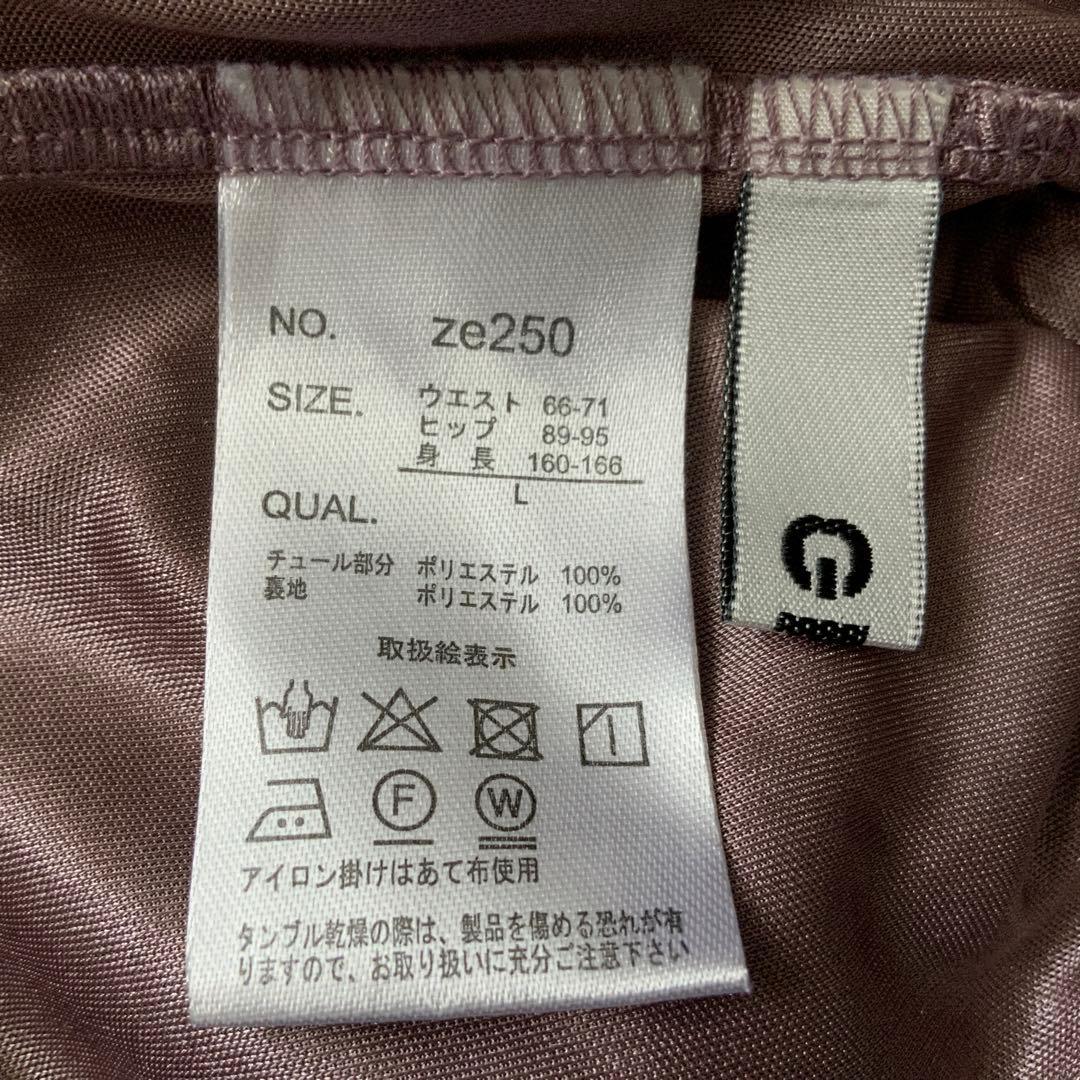 NO. ze250
SIZE. ウエスト 66-71
ヒップ 89-95
身長 160-166
L
QUAL.
チュール部分 ポリエステル 100%
裏地 ポリエステル 100%
取扱絵表示
F W
アイロン掛けはあて布使用
タンブル乾燥の際は、製品を傷める恐れが有
りますので、お取り扱いに充分ご注意下さい